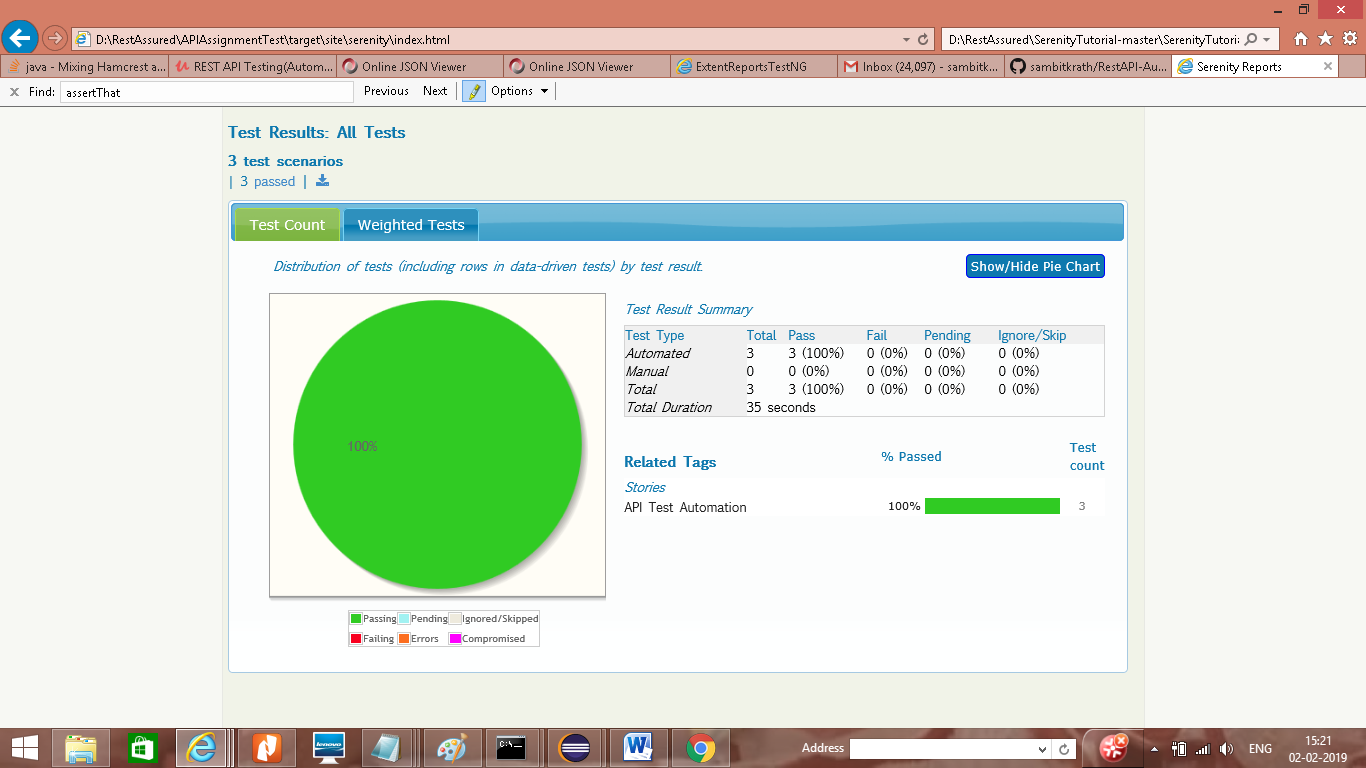 D:\RestAssured\APIAssignmentTest\target\site\serenity\index.html
D:\RestAssured\SerenityTutorial-master\SerenityTutori
java - Mixing Hamcrest a...
REST API Testing(Autom...
Online JSON Viewer
Online JSON Viewer
ExtentReportsTestNG
Inbox (24,097) - sambitk...
sambitkrath/RestAPI-Au...
Serenity Reports
Find: assertThat Previous Next Options
Test Results: All Tests
3 test scenarios
| 3 passed |
Test Count Weighted Tests
Distribution of tests (including rows in data-driven tests) by test result.
Show/Hide Pie Chart
100%
Passing Pending Ignored/Skipped
Failing Errors Compromised
Test Result Summary
Test Type Total Pass Fail Pending Ignore/Skip
Automated 3 3 (100%) 0 (0%) 0 (0%) 0 (0%)
Manual 0 0 (0%) 0 (0%) 0 (0%) 0 (0%)
Total 3 3 (100%) 0 (0%) 0 (0%) 0 (0%)
Total Duration 35 seconds
Related Tags % Passed Test count
Stories
API Test Automation 100% 3
lenovo
C:\
Address
ENG
15:21
02-02-2019